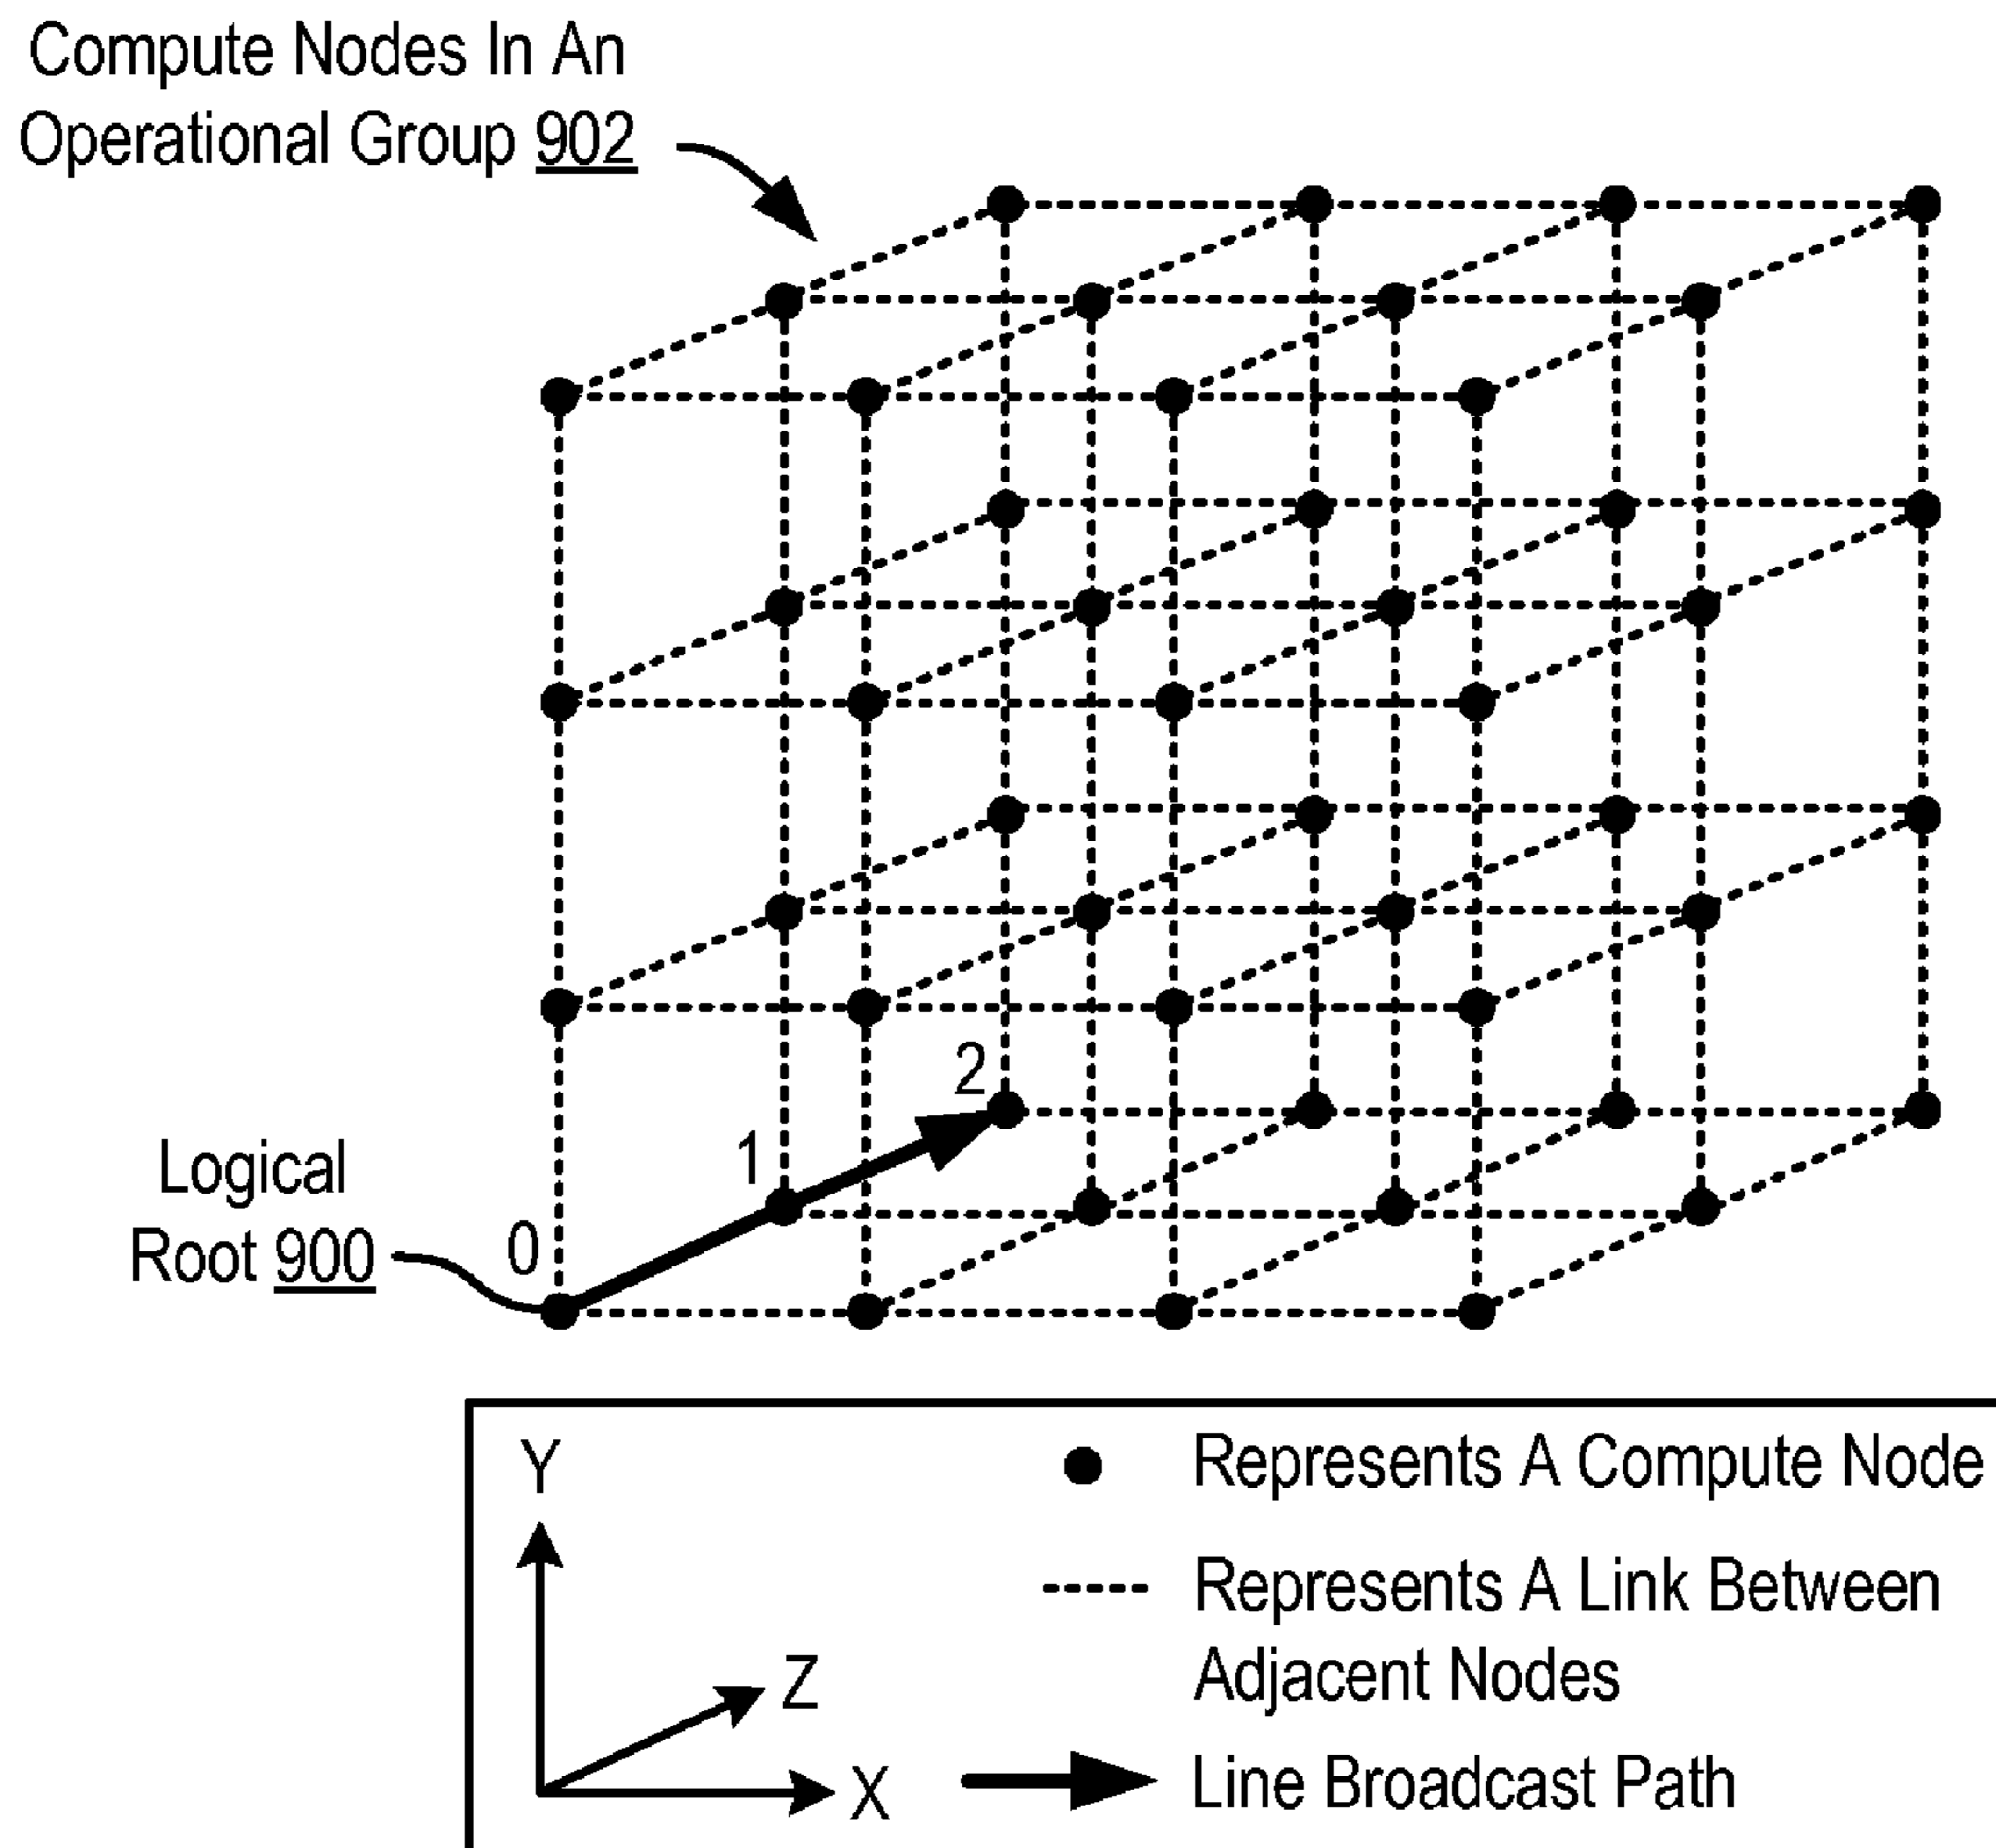 Compute Nodes In An
Operational Group 902
2
1
Logical
Root 900
0
Y
Z
X
Represents A Compute Node
Represents A Link Between
Adjacent Nodes
Line Broadcast Path